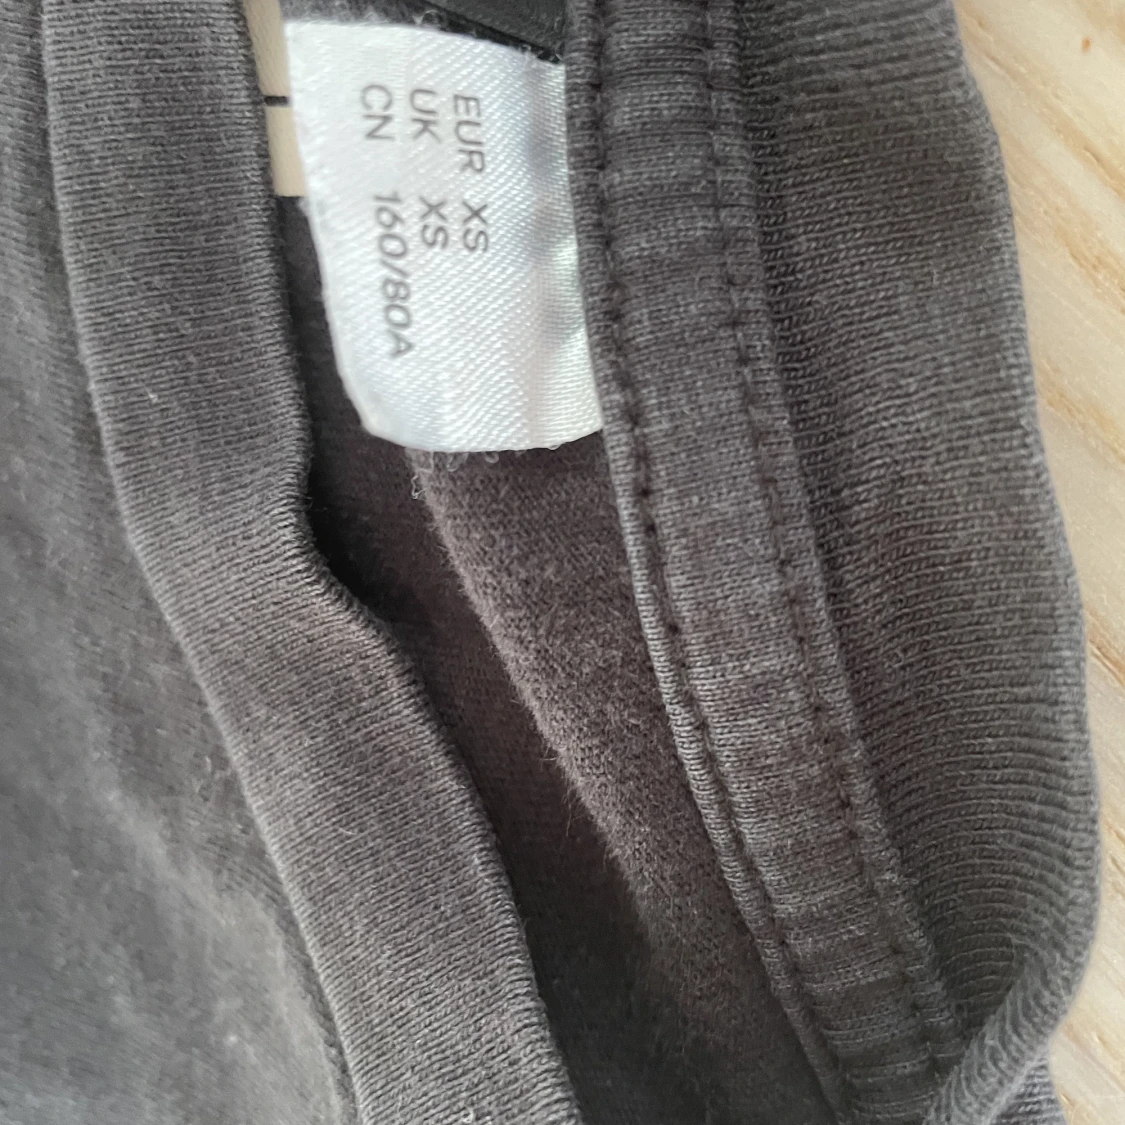 EUR XS
UK XS
CN 160/80A